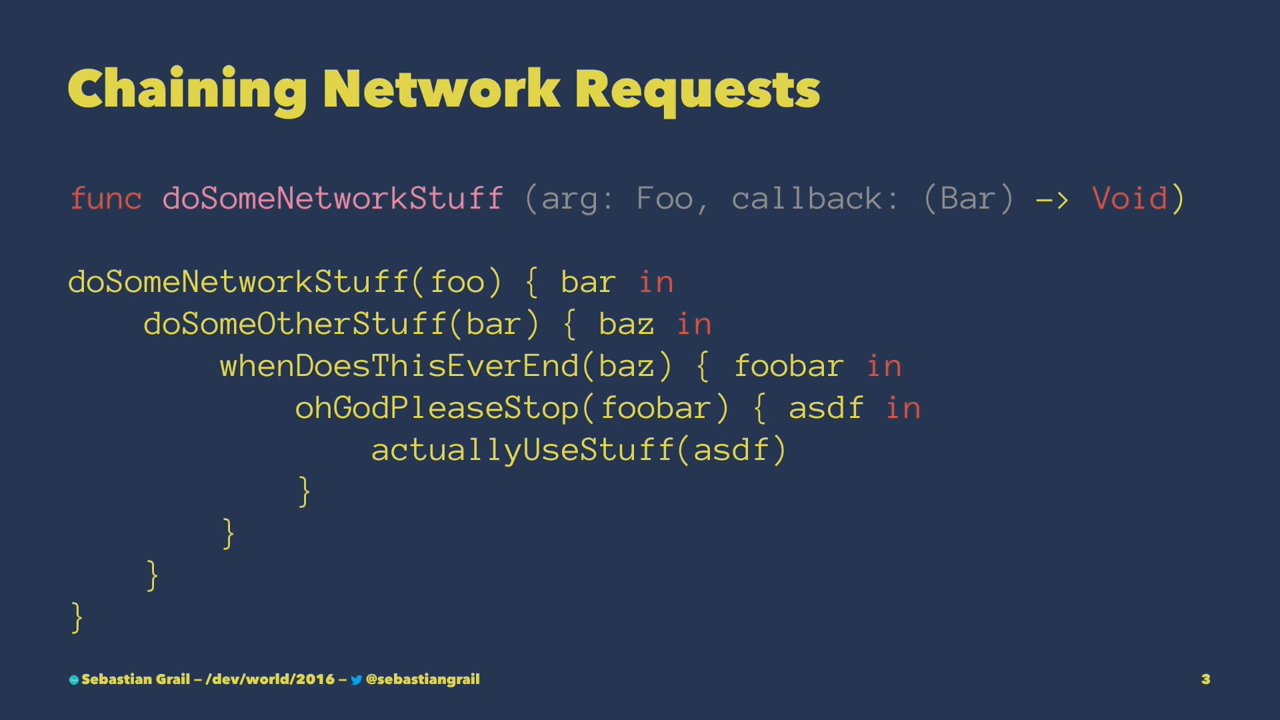 Chaining Network Requests
func doSomeNetworkStuff (arg: Foo, callback: (Bar) -> Void)
doSomeNetworkStuff(foo) { bar in
    doSomeOtherStuff(bar) { baz in
        whenDoesThisEverEnd(baz) { foobar in
            ohGodPleaseStop(foobar) { asdf in
                actuallyUseStuff(asdf)
            }
        }
    }
}
Sebastian Grail – /dev/world/2016 – @sebastiangrail 3